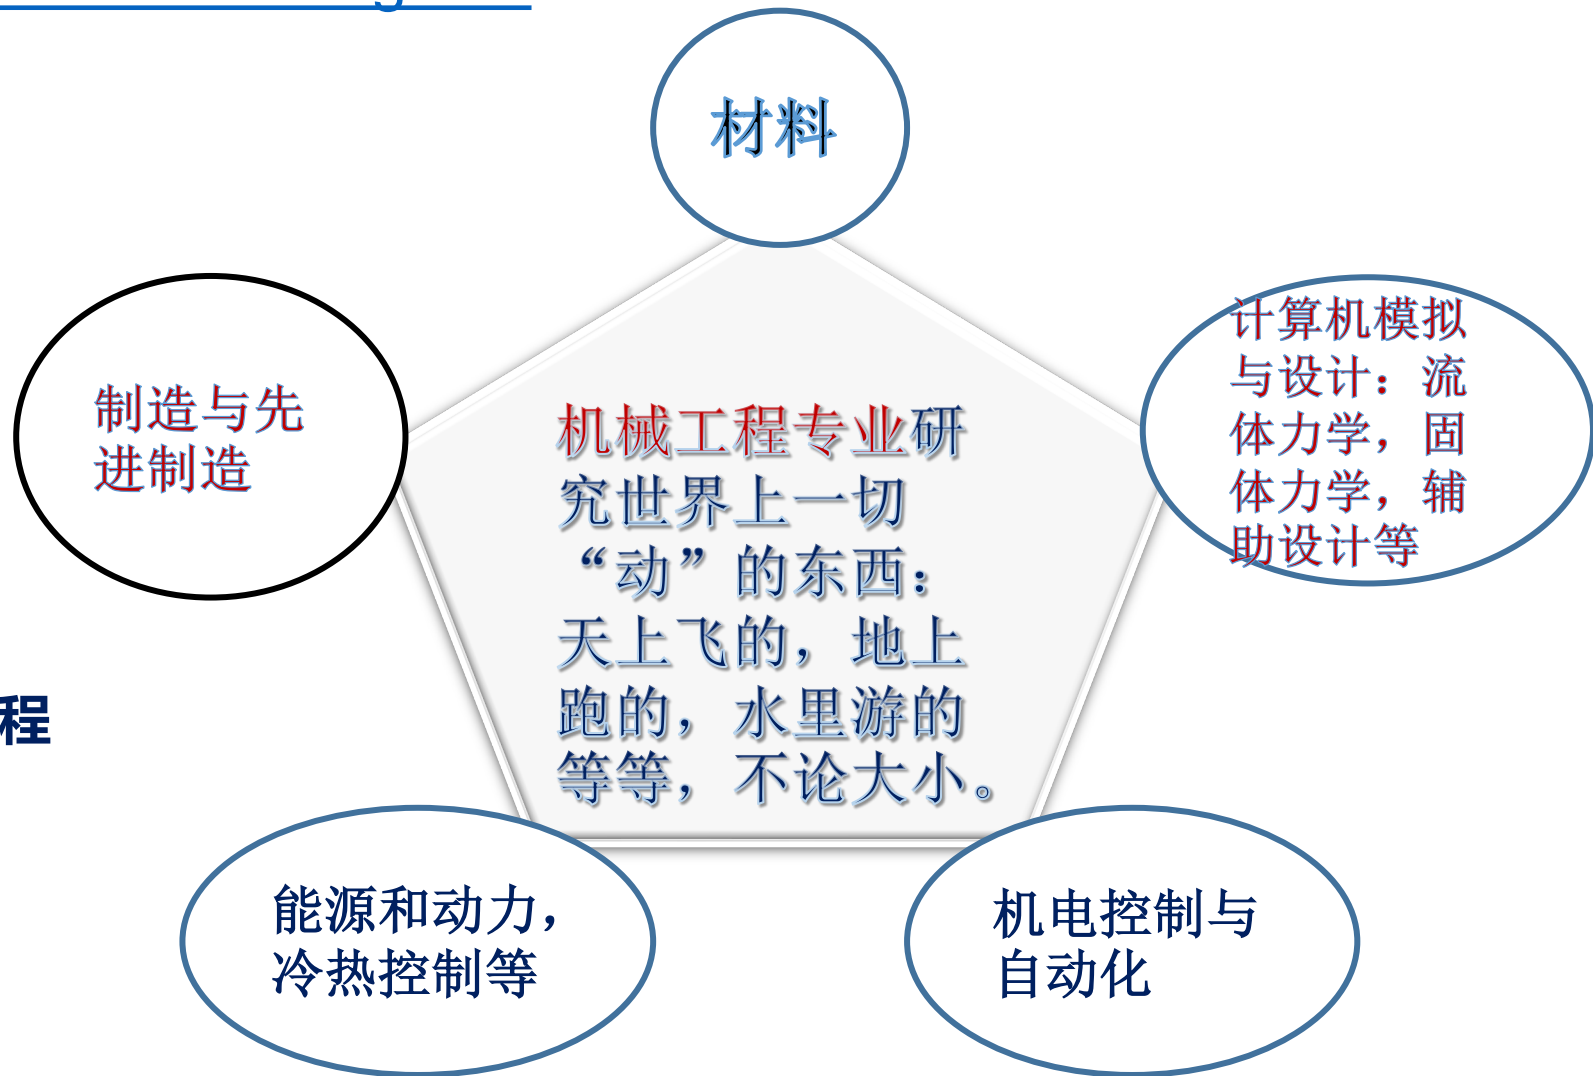 材料
计算机模拟
与设计：流
体力学，固
体力学，辅
助设计等
制造与先
进制造
机械工程专业研
究世界上一切
“动”的东西：
天上飞的，地上
跑的，水里游的
等等，不论大小。
程
能源和动力，
冷热控制等
机电控制与
自动化